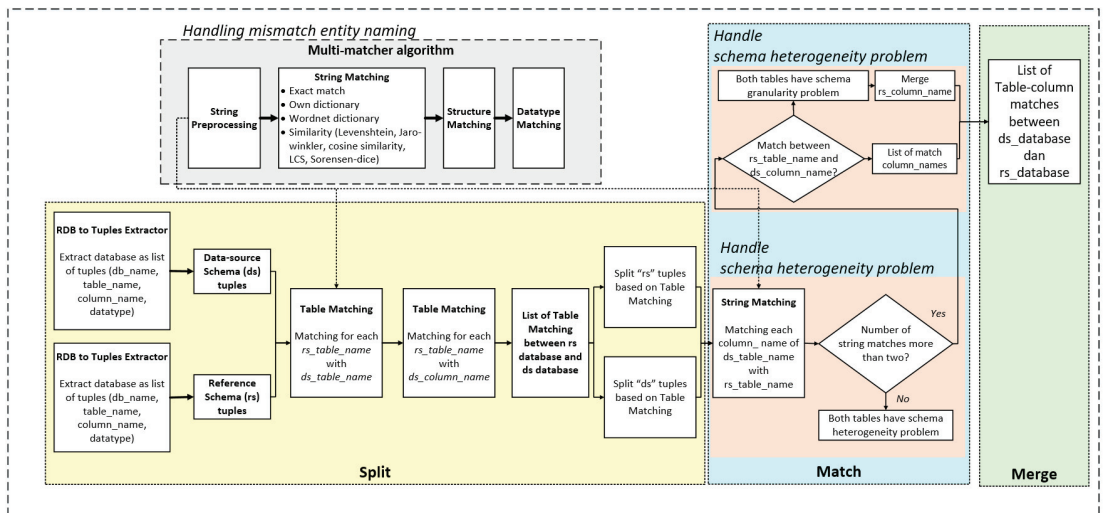 Handling mismatch entity naming
Multi-matcher algorithm
String
Preprocessing
String Matching
• Exact match
• Own dictionary
• Wordnet dictionary
• Similarity (Levenshtein, Jaro-
winkler, cosine similarity,
LCS, Sorensen-dice)
Structure
Matching
Datatype
Matching
Handle
schema heterogeneity problem
Both tables have schema
granularity problem
Merge
rs_column_name
Match between
rs_table_name and
ds_column_name?
List of match
column_names
List of
Table-column
matches
between
ds_database
dan
rs_database
RDB to Tuples Extractor
Extract database as list
of tuples (db_name,
table_name,
column_name,
datatype)
Data-source
Schema (ds)
tuples
RDB to Tuples Extractor
Extract database as list
of tuples (db_name,
table_name,
column_name,
datatype)
Reference
Schema (rs)
tuples
Table Matching
Matching for each
rs_table_name
with
ds_table_name
Table Matching
Matching for each
rs_table_name
with
ds_column_name
List of Table
Matching
between rs
database and
ds database
Split “rs” tuples
based on Table
Matching
Split “ds” tuples
based on Table
Matching
Handle
schema heterogeneity problem
String Matching
Matching each
column_ name of
ds_table_name
with
rs_table_name
Number of
string matches more
than two?
Yes
No
Both tables have schema
heterogeneity problem
Split
Match
Merge